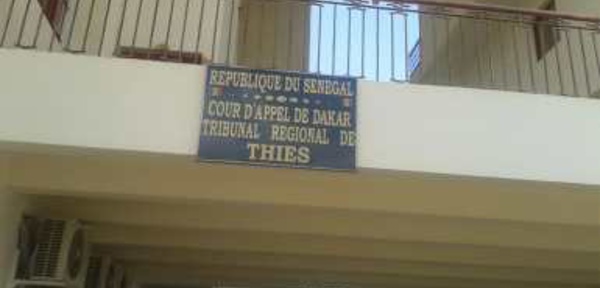 REPUBLIQUE DU SENEGAL
COUR D'APPEL DE DAKAR
TRIBUNAL REGIONAL DE
THIES